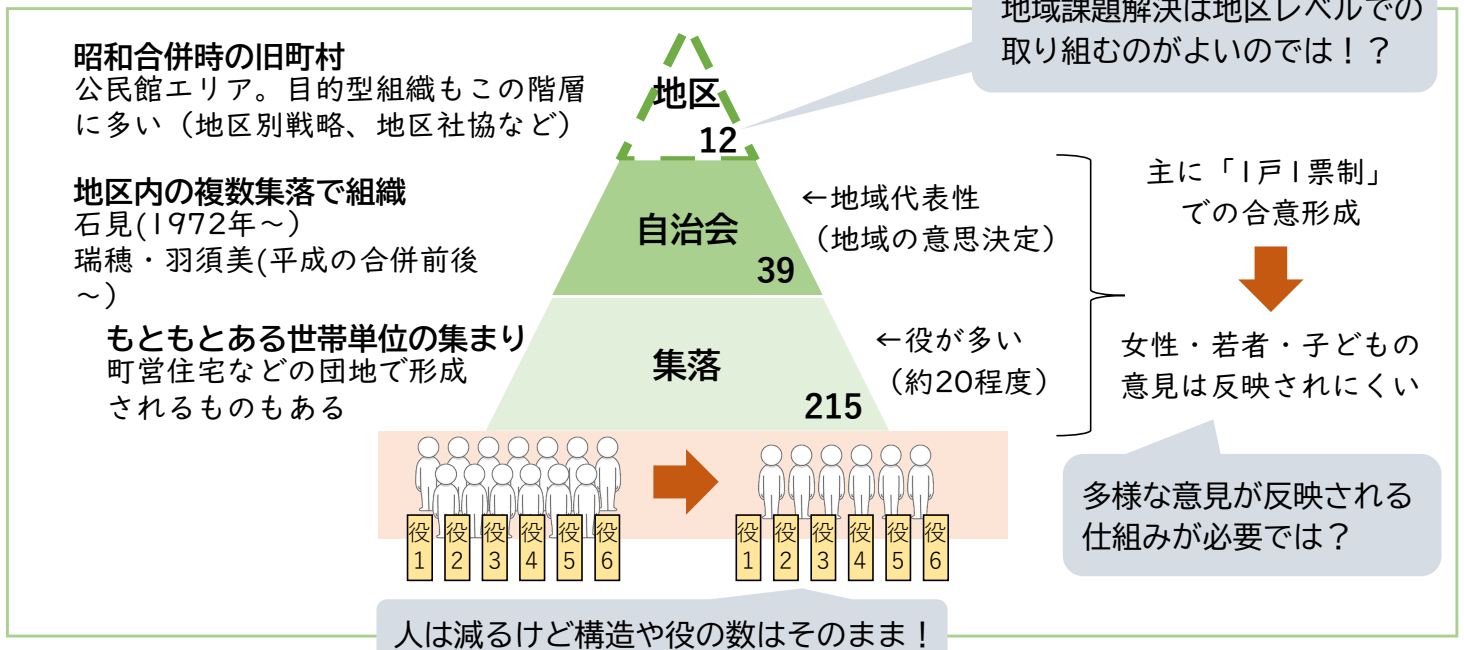 地域課題解決は地区レベルでの
取り組むのがよいのでは！？
昭和合併時の旧町村
公民館エリア。目的型組織もこの階層
に多い（地区別戦略、地区社協など）
地区
12
地区内の複数集落で組織
石見(1972年～)
瑞穂・羽須美(平成の合併前後
～)
自治会
39
←地域代表性
（地域の意思決定）
主に「1戸1票制」
での合意形成
もともとある世帯単位の集まり
町営住宅などの団地で形成
されるものもある
集落
215
←役が多い
（約20程度）
女性・若者・子どもの
意見は反映されにくい
多様な意見が反映される
仕組みが必要では？
役1 役2 役3 役4 役5 役6
役1 役2 役3 役4 役5 役6
人は減るけど構造や役の数はそのまま！